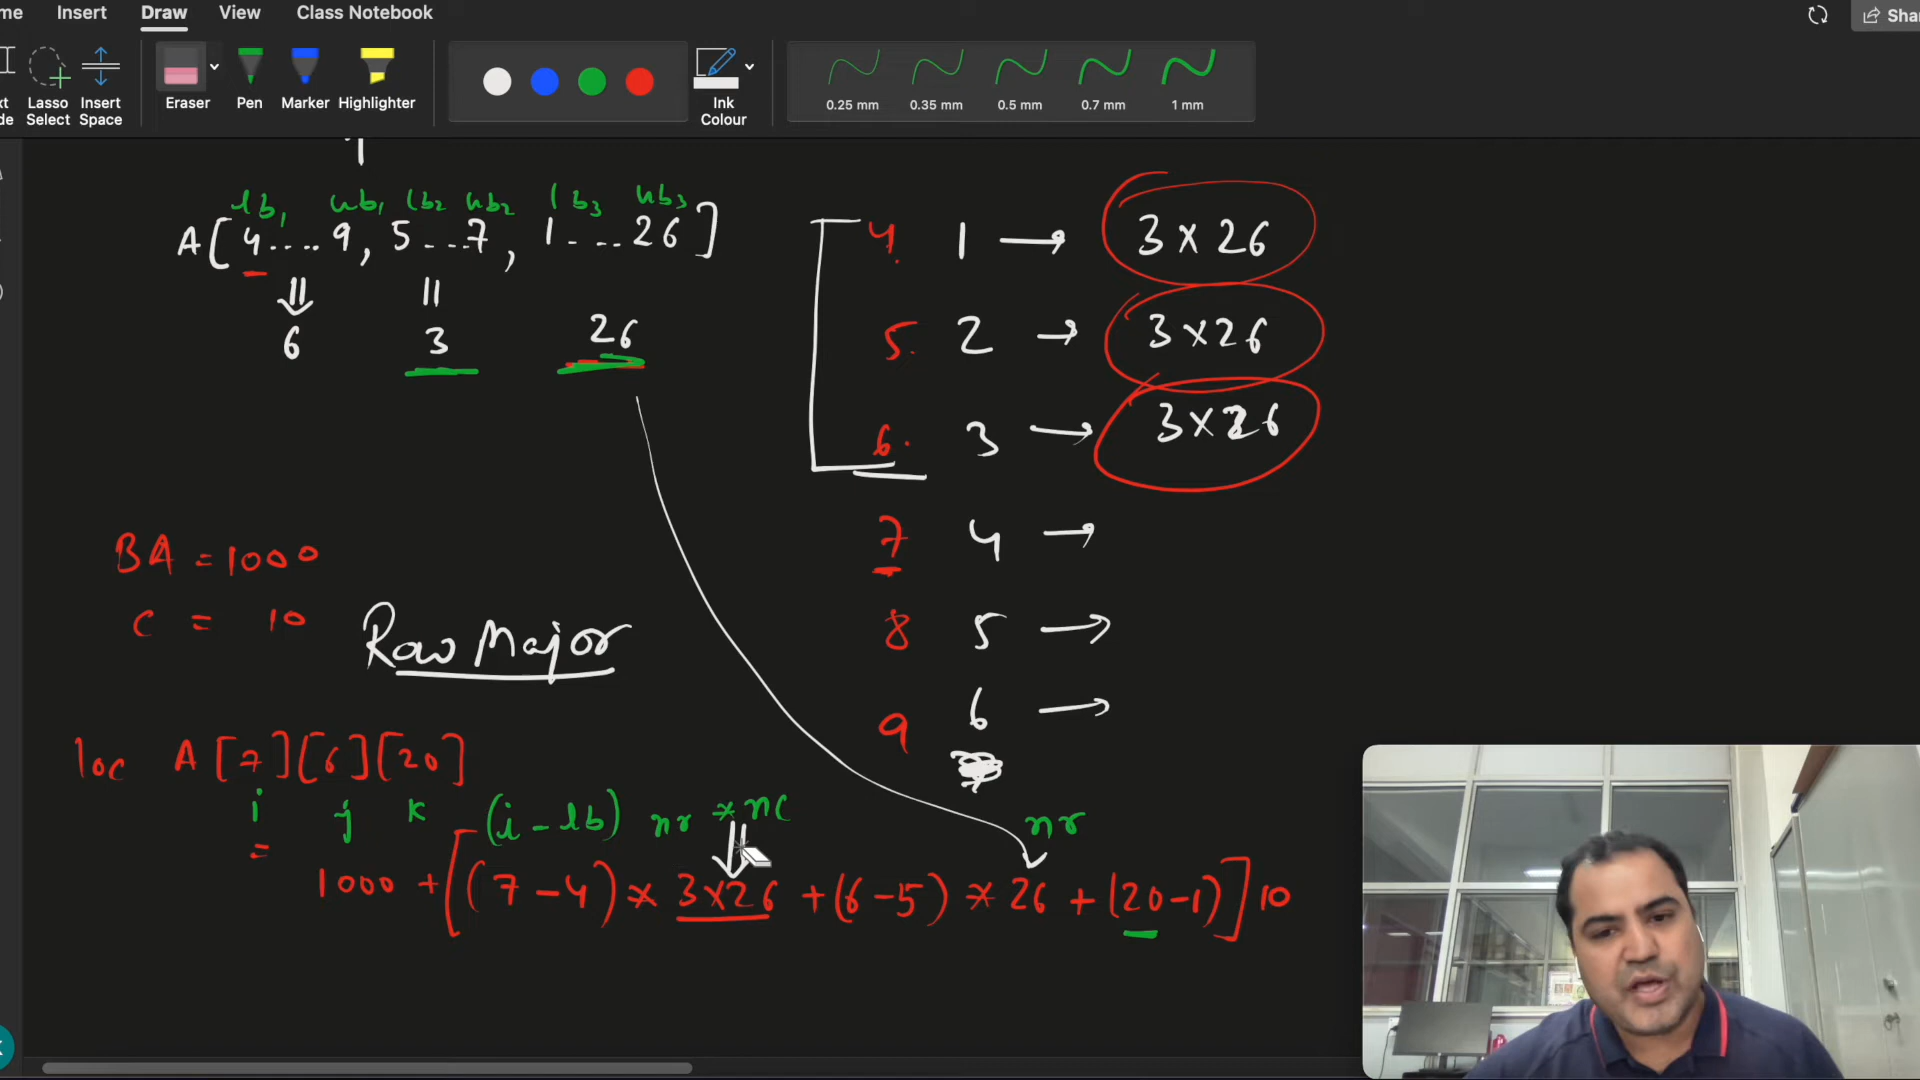 me Insert Draw View Class Notebook Shar
Eraser Pen Marker Highlighter
Lasso Select Insert Space Ink Colour
0.25 mm 0.35 mm 0.5 mm 0.7 mm 1 mm
lb1 ub1 lb2 ub2 lb3 ub3
A[4....9, 5...7, 1....26]
6 3 26
4. 1 → 3 x 26
5. 2 → 3 x 26
6. 3 → 3 x 26
7 4 →
8 5 →
9 6 →
BA = 1000
C = 10
Row Major
loc A[7][6][20]
i j k (i - lb) nr * nc nr
=
1000 + [(7 - 4) * 3x26 + (6 - 5) * 26 + (20 - 1)] 10